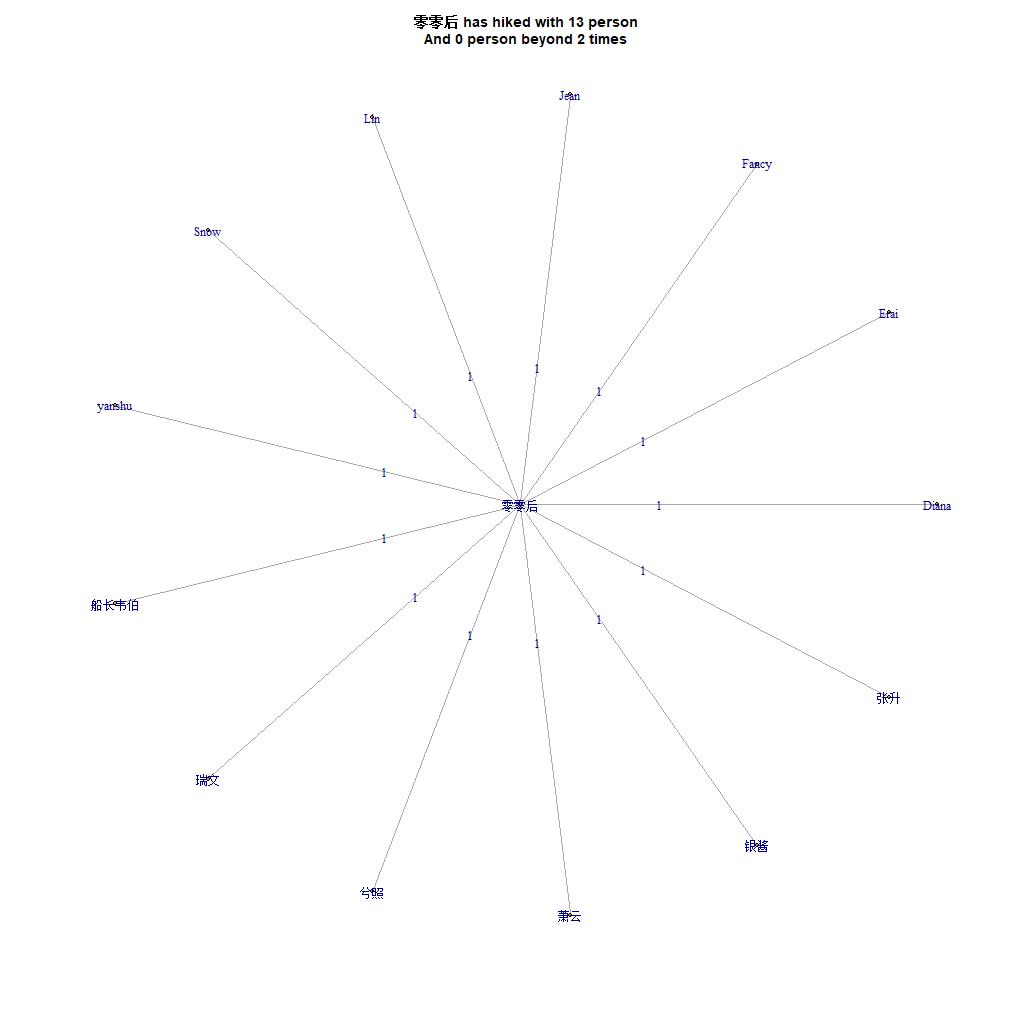 零零后 has hiked with 13 person
And 0 person beyond 2 times
Jean
Lin
Fancy
Snow
Erai
1
1
1
yanshu
1
1
1
零零后
1
Diana
1
1
船长韦伯
1
1
1
1
张升
瑞文
银酱
兮照
萧云